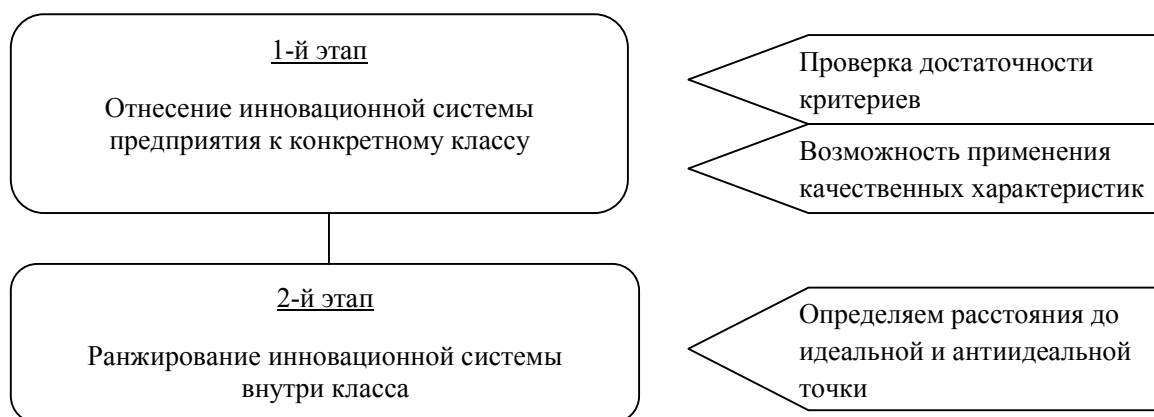 1-й этап
Отнесение инновационной системы
предприятия к конкретному классу
Проверка достаточности
критериев
Возможность применения
качественных характеристик
2-й этап
Ранжирование инновационной системы
внутри класса
Определяем расстояния до
идеальной и антиидеальной
точки